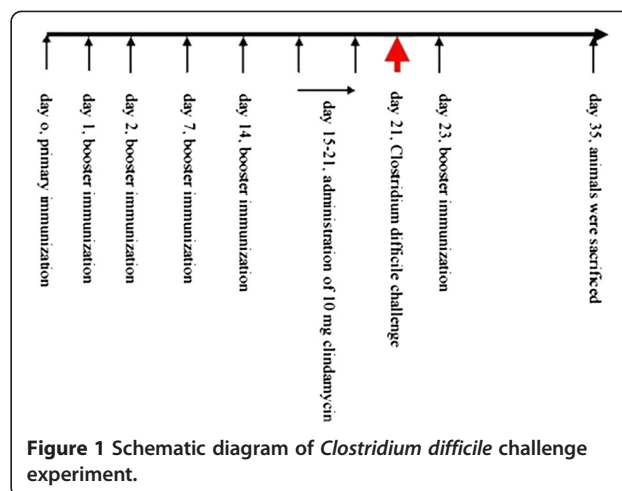 day o, primary immunization
day 1, booster immunization
day 2, booster immunization
day 7, booster immunization
day 14, booster immunization
day 15-21, administration of 10 mg clindamycin
day 21, Clostridium difficile challenge
day 23, booster immunization
day 35, animals were sacrificed
Figure 1 Schematic diagram of Clostridium difficile challenge
experiment.